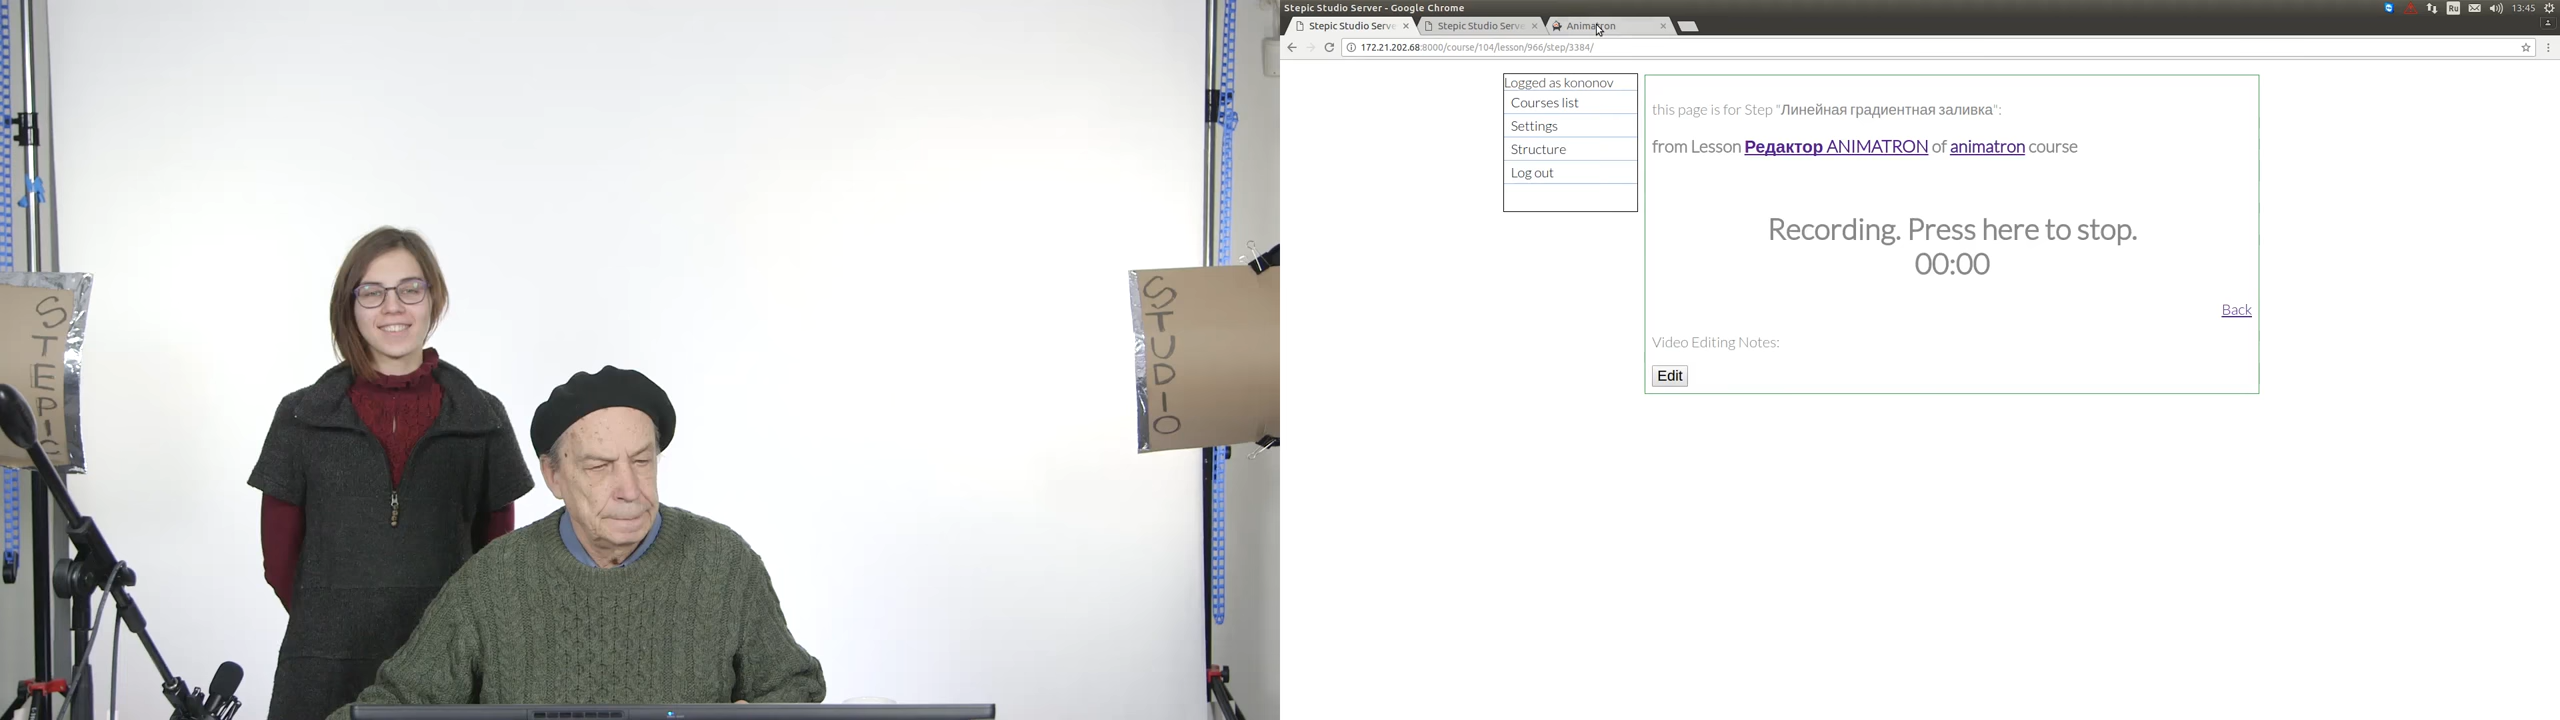 STEPIC
STUDIO
Stepic Studio Server - Google Chrome
Ru
13:45
Stepic Studio Serve
Stepic Studio Serve
Animatron
172.21.202.68:8000/course/104/lesson/966/step/3384/
Logged as kononov
Courses list
Settings
Structure
Log out
this page is for Step "Линейная градиентная заливка":
from Lesson Редактор ANIMATRON of animatron course
Recording. Press here to stop.
00:00
Back
Video Editing Notes:
Edit